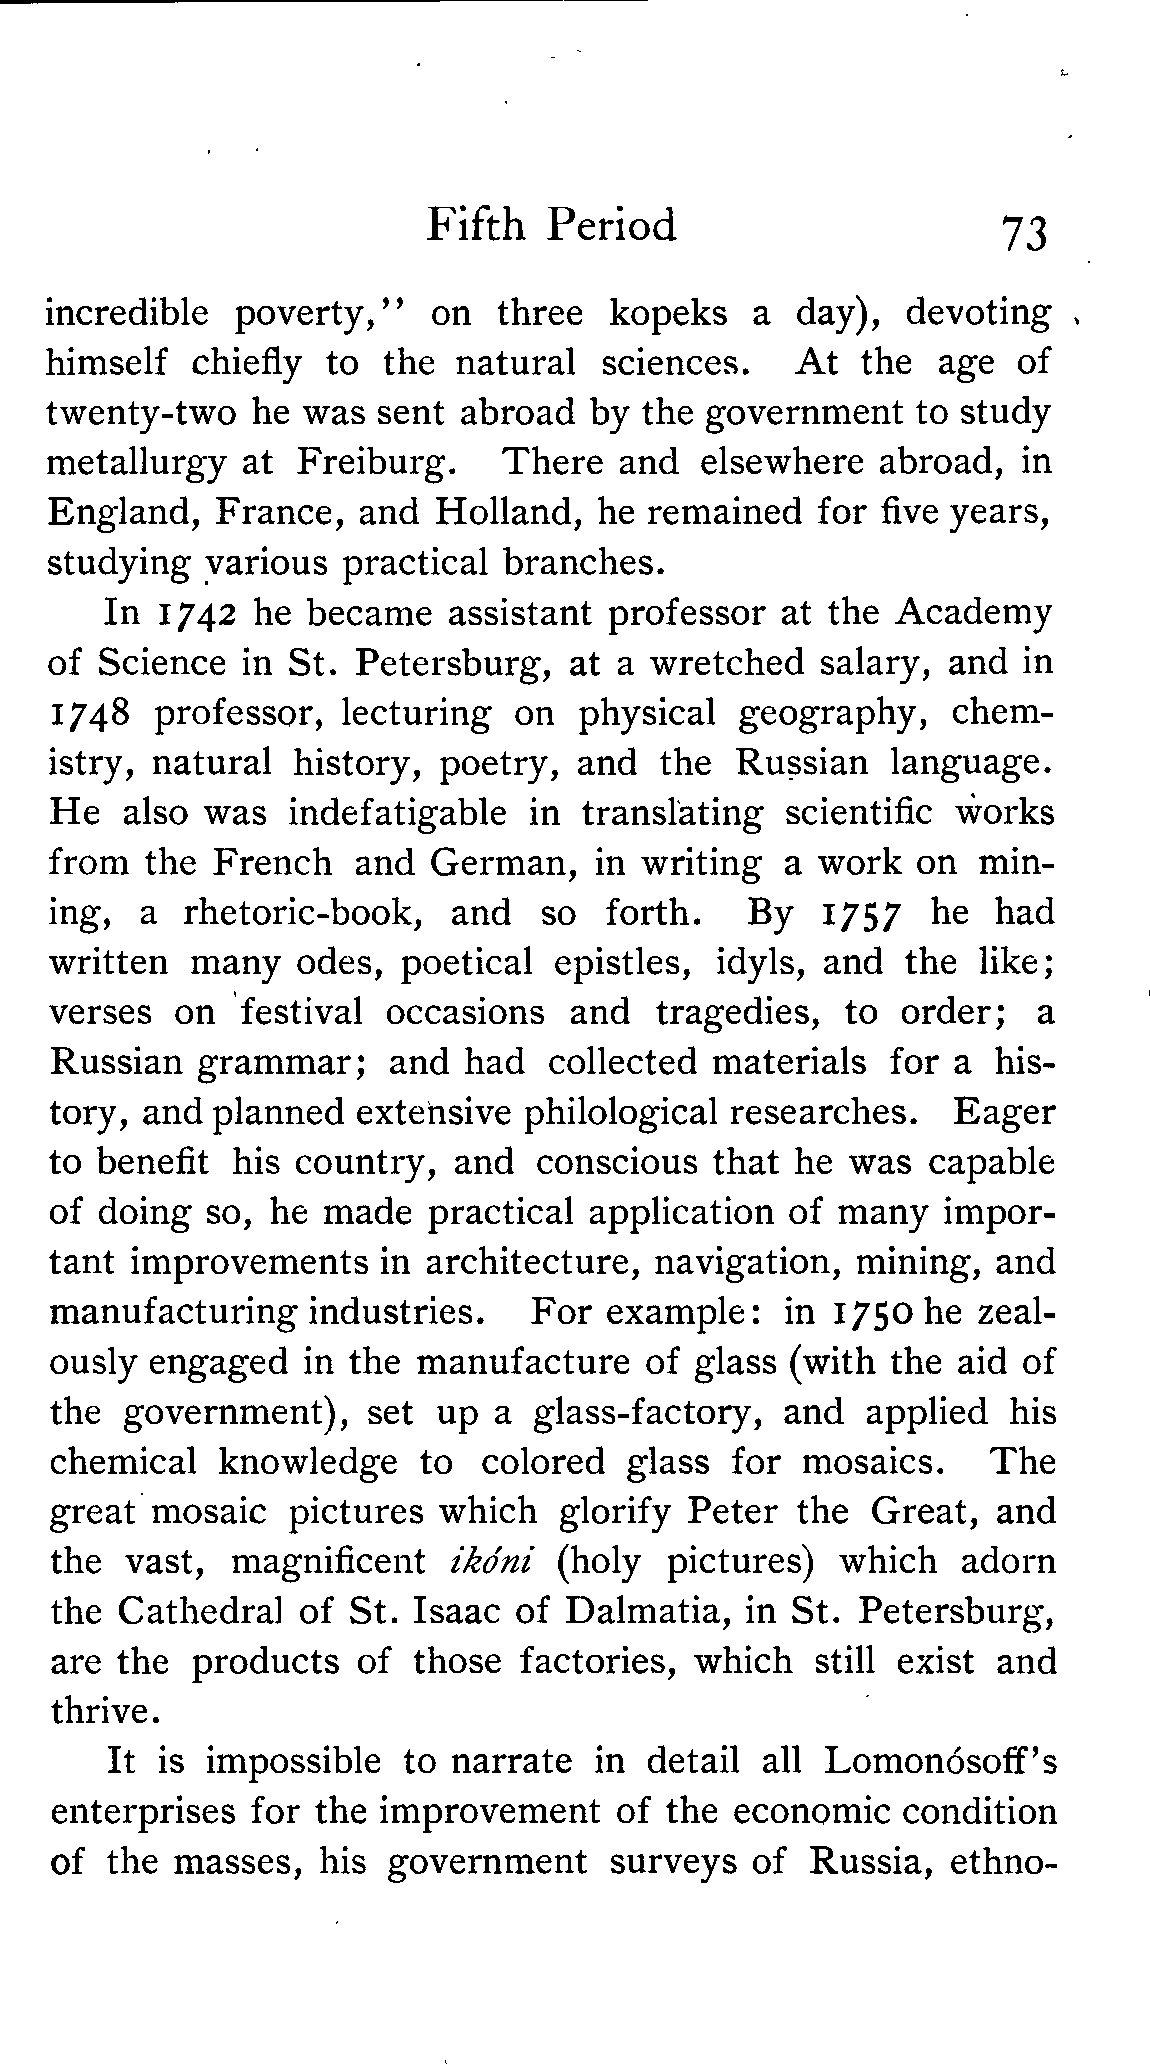 Fifth Period 73
incredible poverty,'' on three kopeks a day), devoting
himself chiefly to the natural sciences. At the age of
twenty-two he was sent abroad by the government to study
metallurgy at Freiburg. There and elsewhere abroad, in
England, France, and Holland, he remained for five years,
studying various practical branches.
In 1742 he became assistant professor at the Academy
of Science in St. Petersburg, at a wretched salary, and in
1748 professor, lecturing on physical geography, chem-
istry, natural history, poetry, and the Russian language.
He also was indefatigable in translating scientific works
from the French and German, in writing a work on min-
ing, a rhetoric-book, and so forth. By 1757 he had
written many odes, poetical epistles, idyls, and the like;
verses on festival occasions and tragedies, to order; a
Russian grammar; and had collected materials for a his-
tory, and planned extensive philological researches. Eager
to benefit his country, and conscious that he was capable
of doing so, he made practical application of many impor-
tant improvements in architecture, navigation, mining, and
manufacturing industries. For example: in 1750 he zeal-
ously engaged in the manufacture of glass (with the aid of
the government), set up a glass-factory, and applied his
chemical knowledge to colored glass for mosaics. The
great mosaic pictures which glorify Peter the Great, and
the vast, magnificent ikóni (holy pictures) which adorn
the Cathedral of St. Isaac of Dalmatia, in St. Petersburg,
are the products of those factories, which still exist and
thrive.
It is impossible to narrate in detail all Lomonósoff's
enterprises for the improvement of the economic condition
of the masses, his government surveys of Russia, ethno-